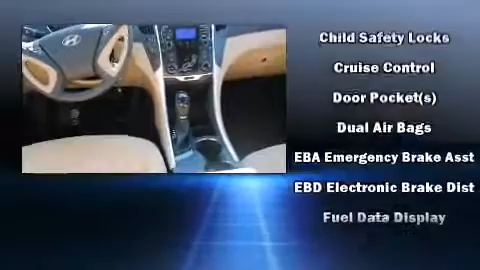 Child Safety Locks
Cruise Control
Door Pocket(s)
Dual Air Bags
EBA Emergency Brake Asst
EBD Electronic Brake Dist
Fuel Data Display